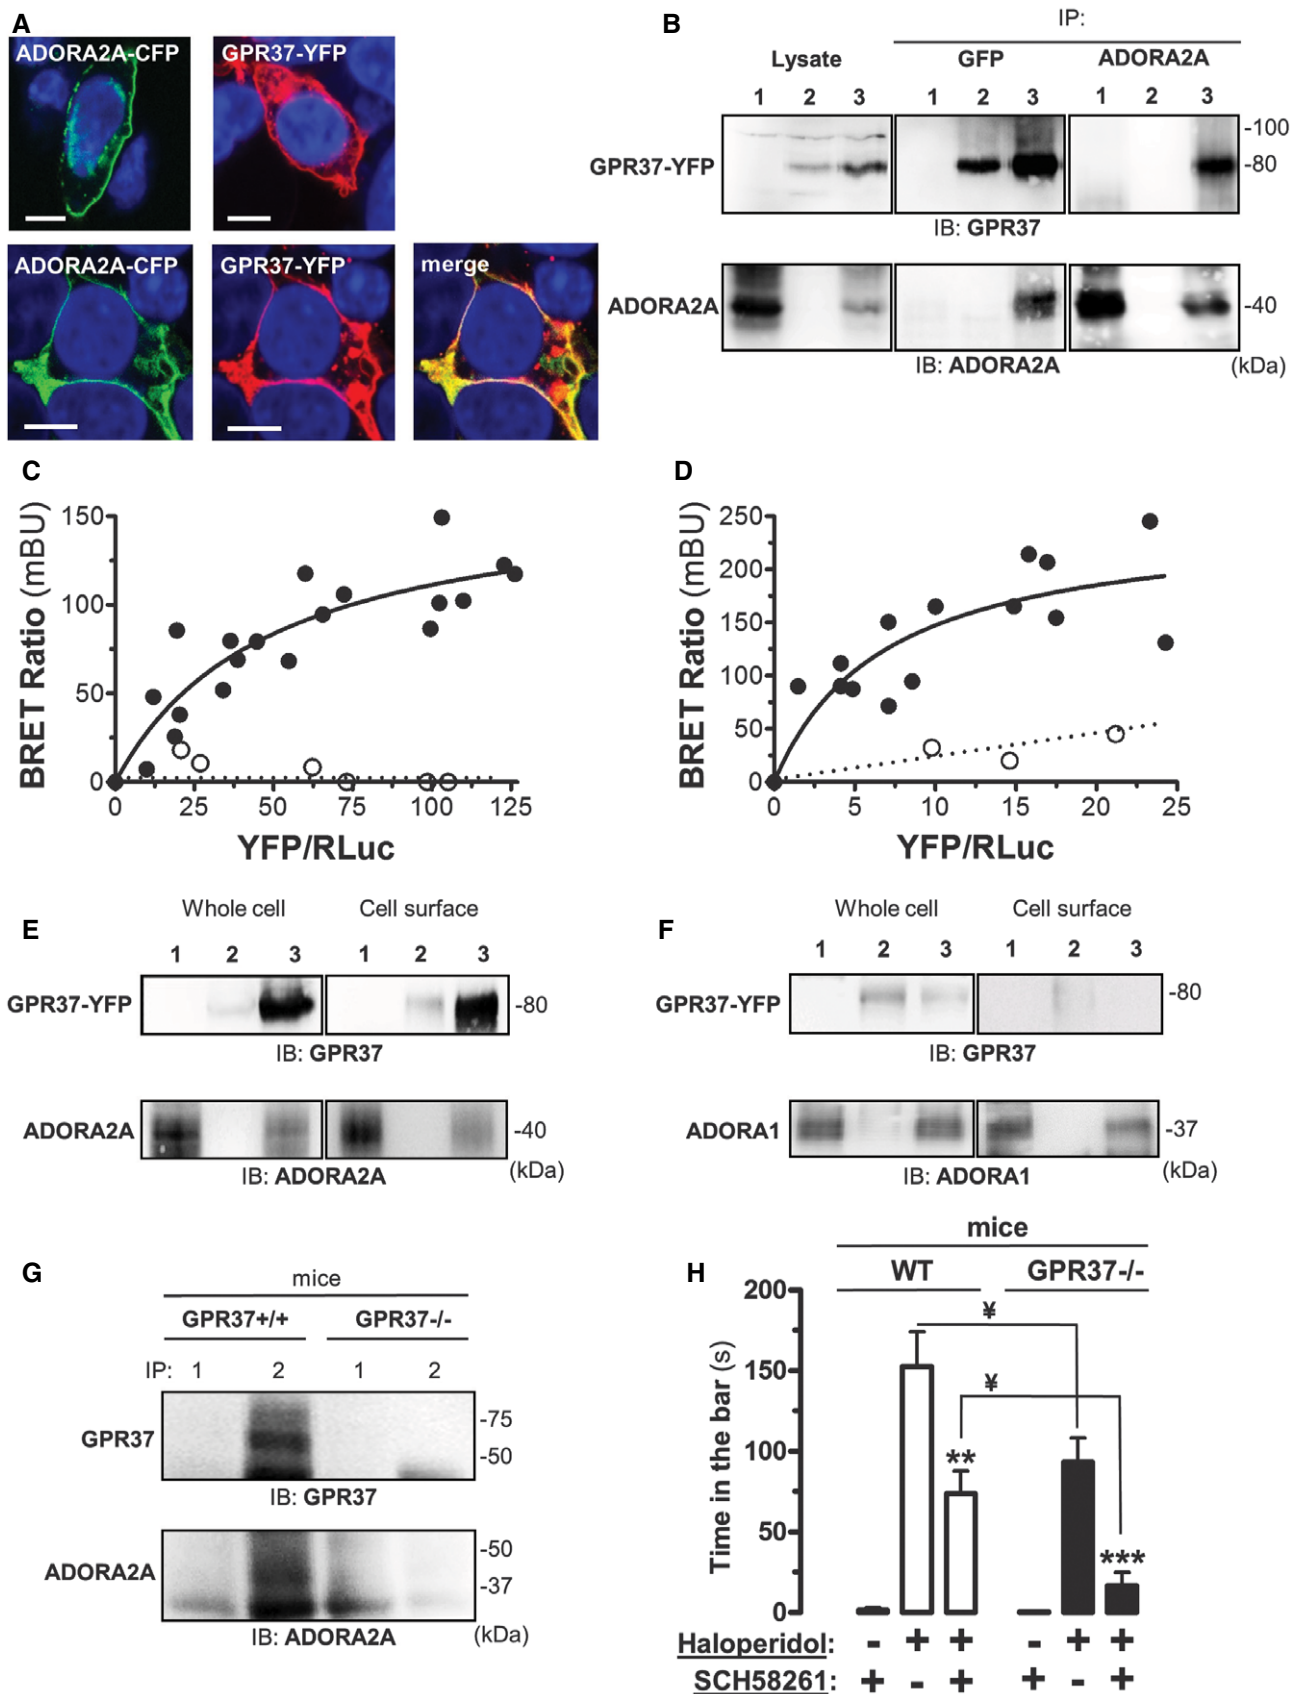 A
ADORA2A-CFP
GPR37-YFP
ADORA2A-CFP
GPR37-YFP
merge
B
IP:
Lysate
GFP
ADORA2A
1 2 3 1 2 3 1 2 3
GPR37-YFP
-100
-80
IB: GPR37
ADORA2A
-40
IB: ADORA2A
(kDa)
C
BRET Ratio (mBU)
150
100
50
0
0 25 50 75 100 125
YFP/RLuc
D
BRET Ratio (mBU)
250
200
150
100
50
0
0 5 10 15 20 25
YFP/RLuc
E
Whole cell
Cell surface
1 2 3 1 2 3
GPR37-YFP
-80
IB: GPR37
ADORA2A
-40
IB: ADORA2A
(kDa)
F
Whole cell
Cell surface
1 2 3 1 2 3
GPR37-YFP
-80
IB: GPR37
ADORA1
-37
IB: ADORA1
(kDa)
G
mice
GPR37+/+
GPR37-/-
IP: 1 2 1 2
GPR37
-75
-50
IB: GPR37
ADORA2A
-50
-37
IB: ADORA2A
(kDa)
H
mice
WT
GPR37-/-
Time in the bar (s)
200
150
100
50
0
¥
¥
**
***
Haloperidol: - + + - + +
SCH58261: + - + + - +